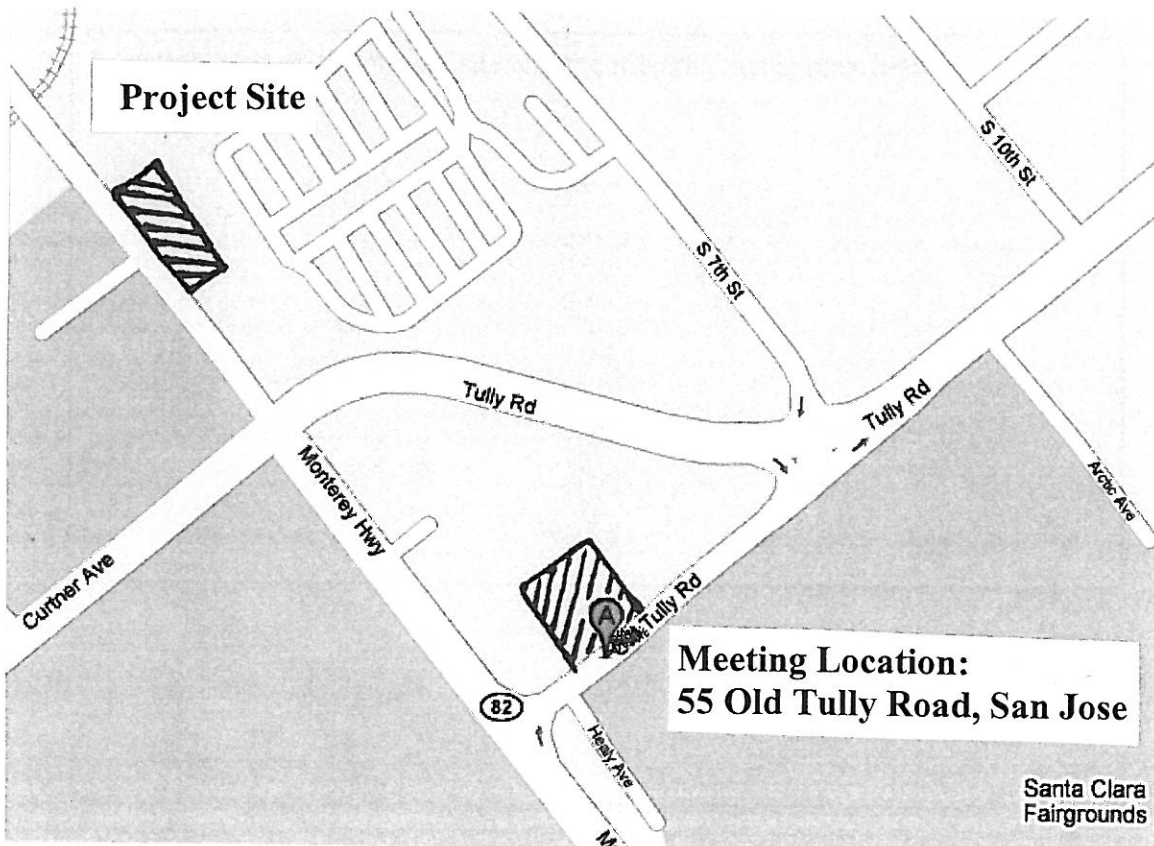 Project Site
S 10th St
S 7th St
Tully Rd
Tully Rd
Arctic Ave
Monterey Hwy
Curtner Ave
A
Tully Rd
Meeting Location:
55 Old Tully Road, San Jose
82
Healy Ave
Santa Clara
Fairgrounds
M